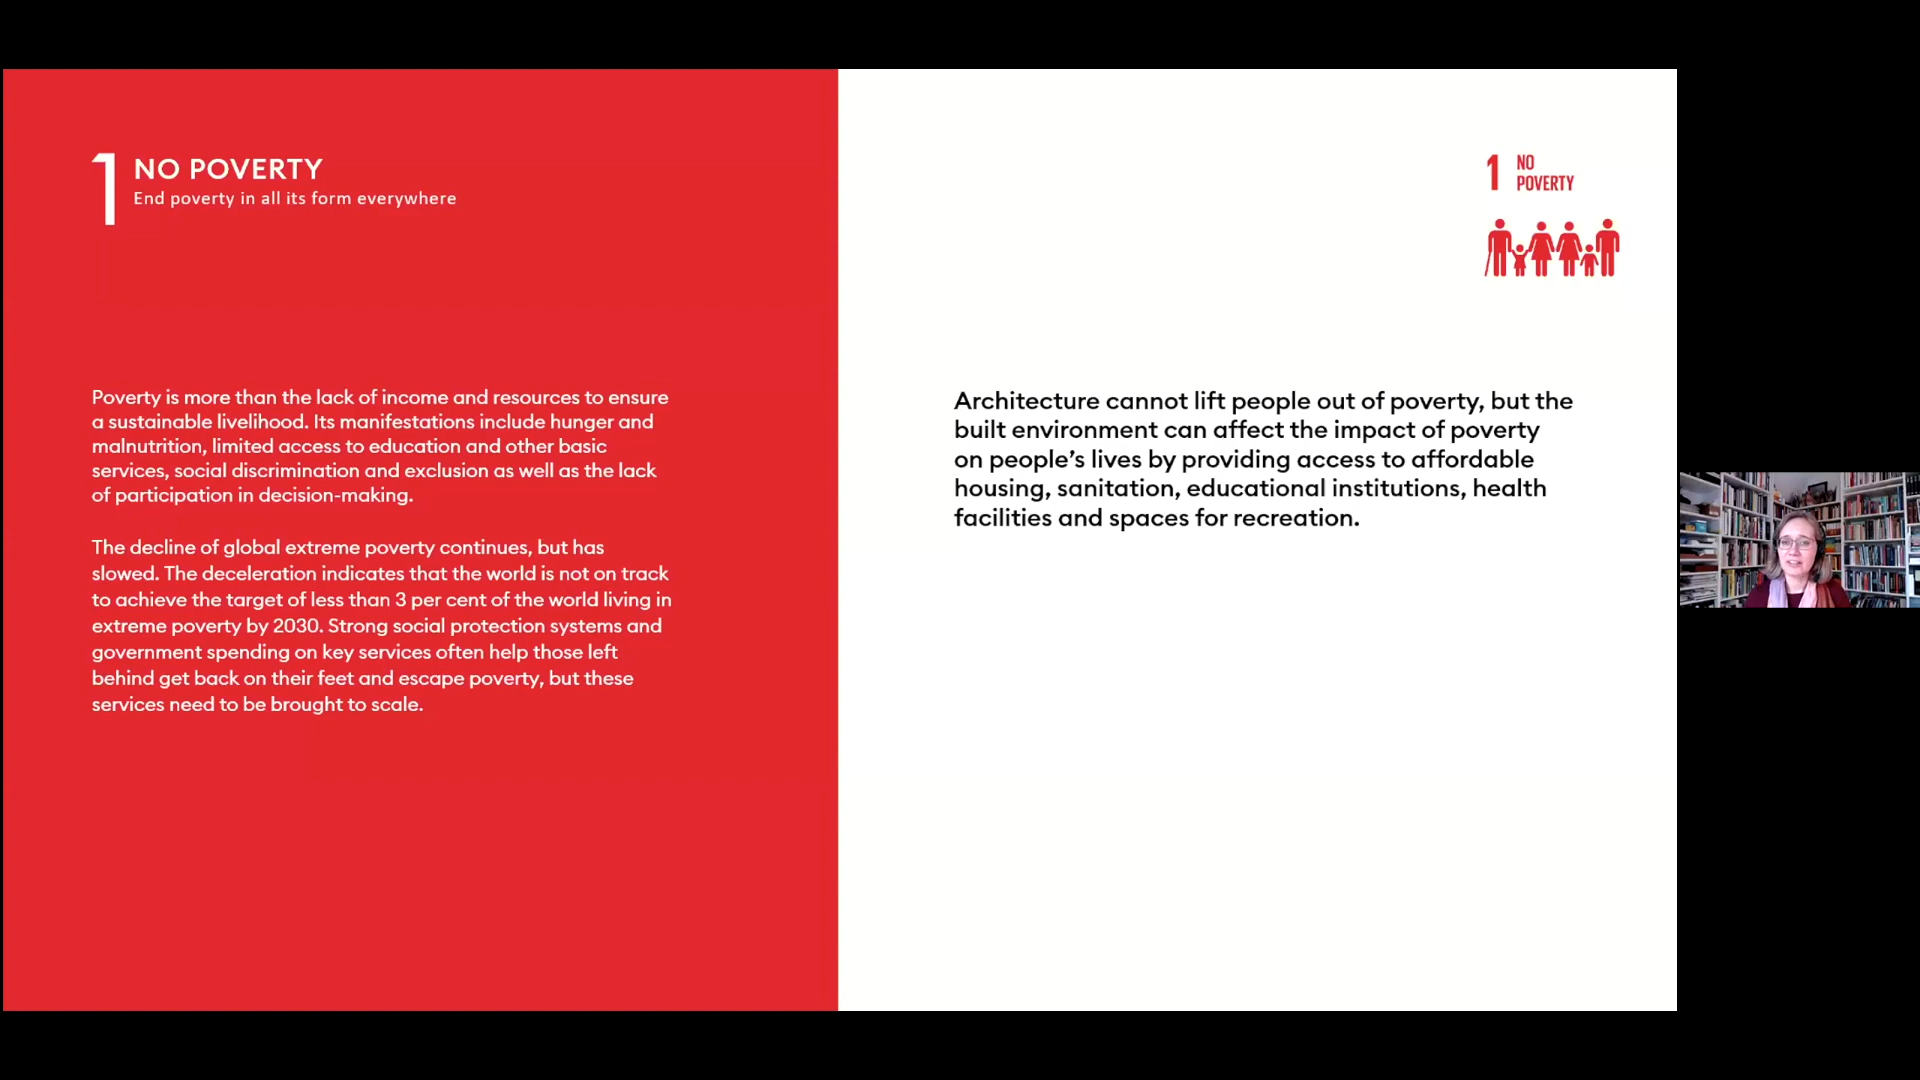 1 NO POVERTY
End poverty in all its form everywhere
Poverty is more than the lack of income and resources to ensure
a sustainable livelihood. Its manifestations include hunger and
malnutrition, limited access to education and other basic
services, social discrimination and exclusion as well as the lack
of participation in decision-making.
The decline of global extreme poverty continues, but has
slowed. The deceleration indicates that the world is not on track
to achieve the target of less than 3 per cent of the world living in
extreme poverty by 2030. Strong social protection systems and
government spending on key services often help those left
behind get back on their feet and escape poverty, but these
services need to be brought to scale.
1 NO
POVERTY
Architecture cannot lift people out of poverty, but the
built environment can affect the impact of poverty
on people's lives by providing access to affordable
housing, sanitation, educational institutions, health
facilities and spaces for recreation.